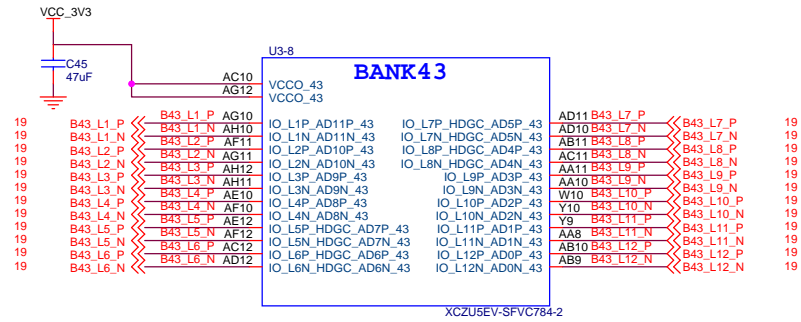 VCC_3V3
C45
47uF
U3-8
BANK43
AC10 VCCO_43
AG12 VCCO_43
19 B43_L1_P B43_L1_P AG10 IO_L1P_AD11P_43 IO_L7P_HDGC_AD5P_43 AD11 B43_L7_P B43_L7_P 19
19 B43_L1_N B43_L1_N AH10 IO_L1N_AD11N_43 IO_L7N_HDGC_AD5N_43 AD10 B43_L7_N B43_L7_N 19
19 B43_L2_P B43_L2_P AF11 IO_L2P_AD10P_43 IO_L8P_HDGC_AD4P_43 AB11 B43_L8_P B43_L8_P 19
19 B43_L2_N B43_L2_N AG11 IO_L2N_AD10N_43 IO_L8N_HDGC_AD4N_43 AC11 B43_L8_N B43_L8_N 19
19 B43_L3_P B43_L3_P AH12 IO_L3P_AD9P_43 IO_L9P_AD3P_43 AA11 B43_L9_P B43_L9_P 19
19 B43_L3_N B43_L3_N AH11 IO_L3N_AD9N_43 IO_L9N_AD3N_43 AA10 B43_L9_N B43_L9_N 19
19 B43_L4_P B43_L4_P AE10 IO_L4P_AD8P_43 IO_L10P_AD2P_43 W10 B43_L10_P B43_L10_P 19
19 B43_L4_N B43_L4_N AF10 IO_L4N_AD8N_43 IO_L10N_AD2N_43 Y10 B43_L10_N B43_L10_N 19
19 B43_L5_P B43_L5_P AE12 IO_L5P_HDGC_AD7P_43 IO_L11P_AD1P_43 Y9 B43_L11_P B43_L11_P 19
19 B43_L5_N B43_L5_N AF12 IO_L5N_HDGC_AD7N_43 IO_L11N_AD1N_43 AA8 B43_L11_N B43_L11_N 19
19 B43_L6_P B43_L6_P AC12 IO_L6P_HDGC_AD6P_43 IO_L12P_AD0P_43 AB10 B43_L12_P B43_L12_P 19
19 B43_L6_N B43_L6_N AD12 IO_L6N_HDGC_AD6N_43 IO_L12N_AD0N_43 AB9 B43_L12_N B43_L12_N 19
XCZU5EV-SFVC784-2